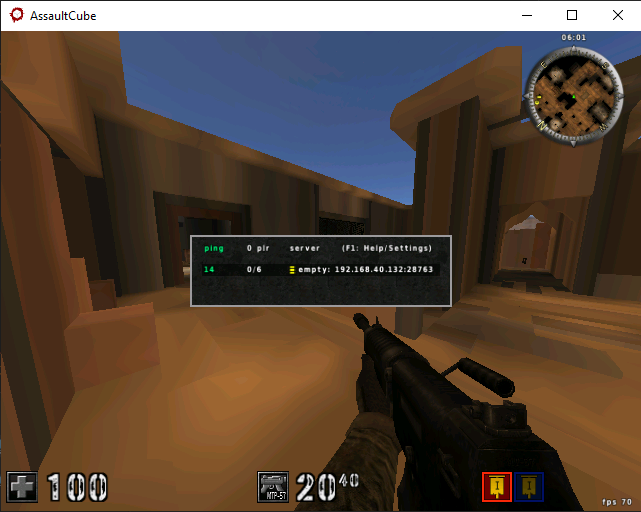 AssaultCube
06:01
ping 0 plr server (F1: Help/Settings)
14 0/6 empty: 192.168.40.132:28763
100
MTP-57
20 40
fps 70